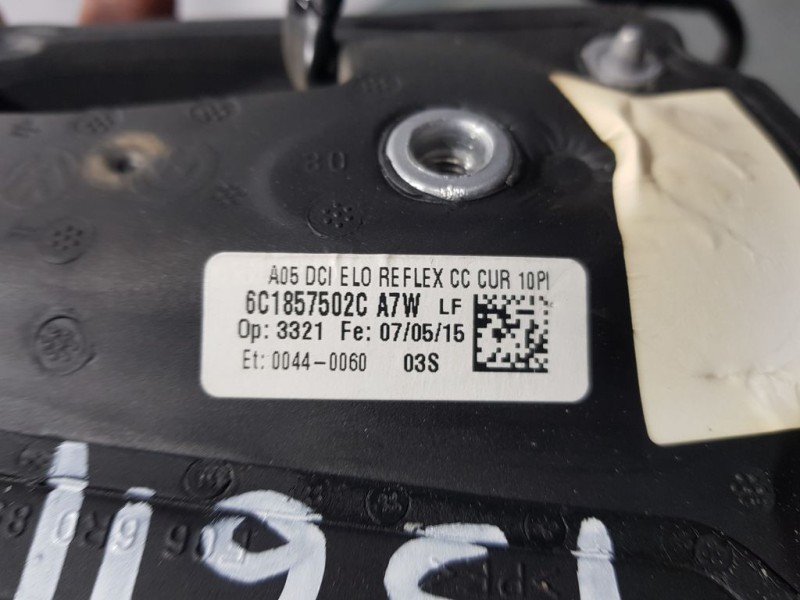 80
A05 DCI ELO REFLEX CC CUR 10PI
6C1857502C A7W LF
Op: 3321 Fe: 07/05/15
Et: 0044-0060 03S